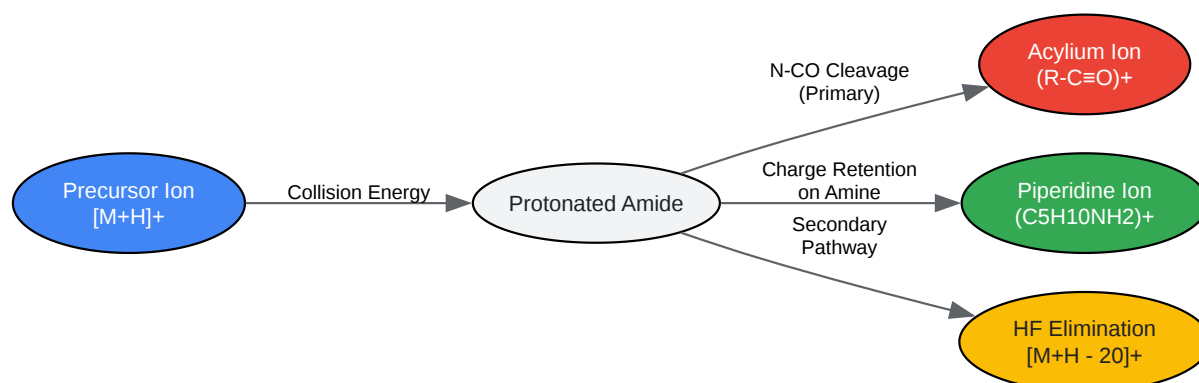 Precursor Ion
[M+H]+
Collision Energy
Protonated Amide
N-CO Cleavage
(Primary)
Acylium Ion
(R-C≡O)+
Charge Retention
on Amine
Piperidine Ion
(C5H10NH2)+
Secondary
Pathway
HF Elimination
[M+H - 20]+